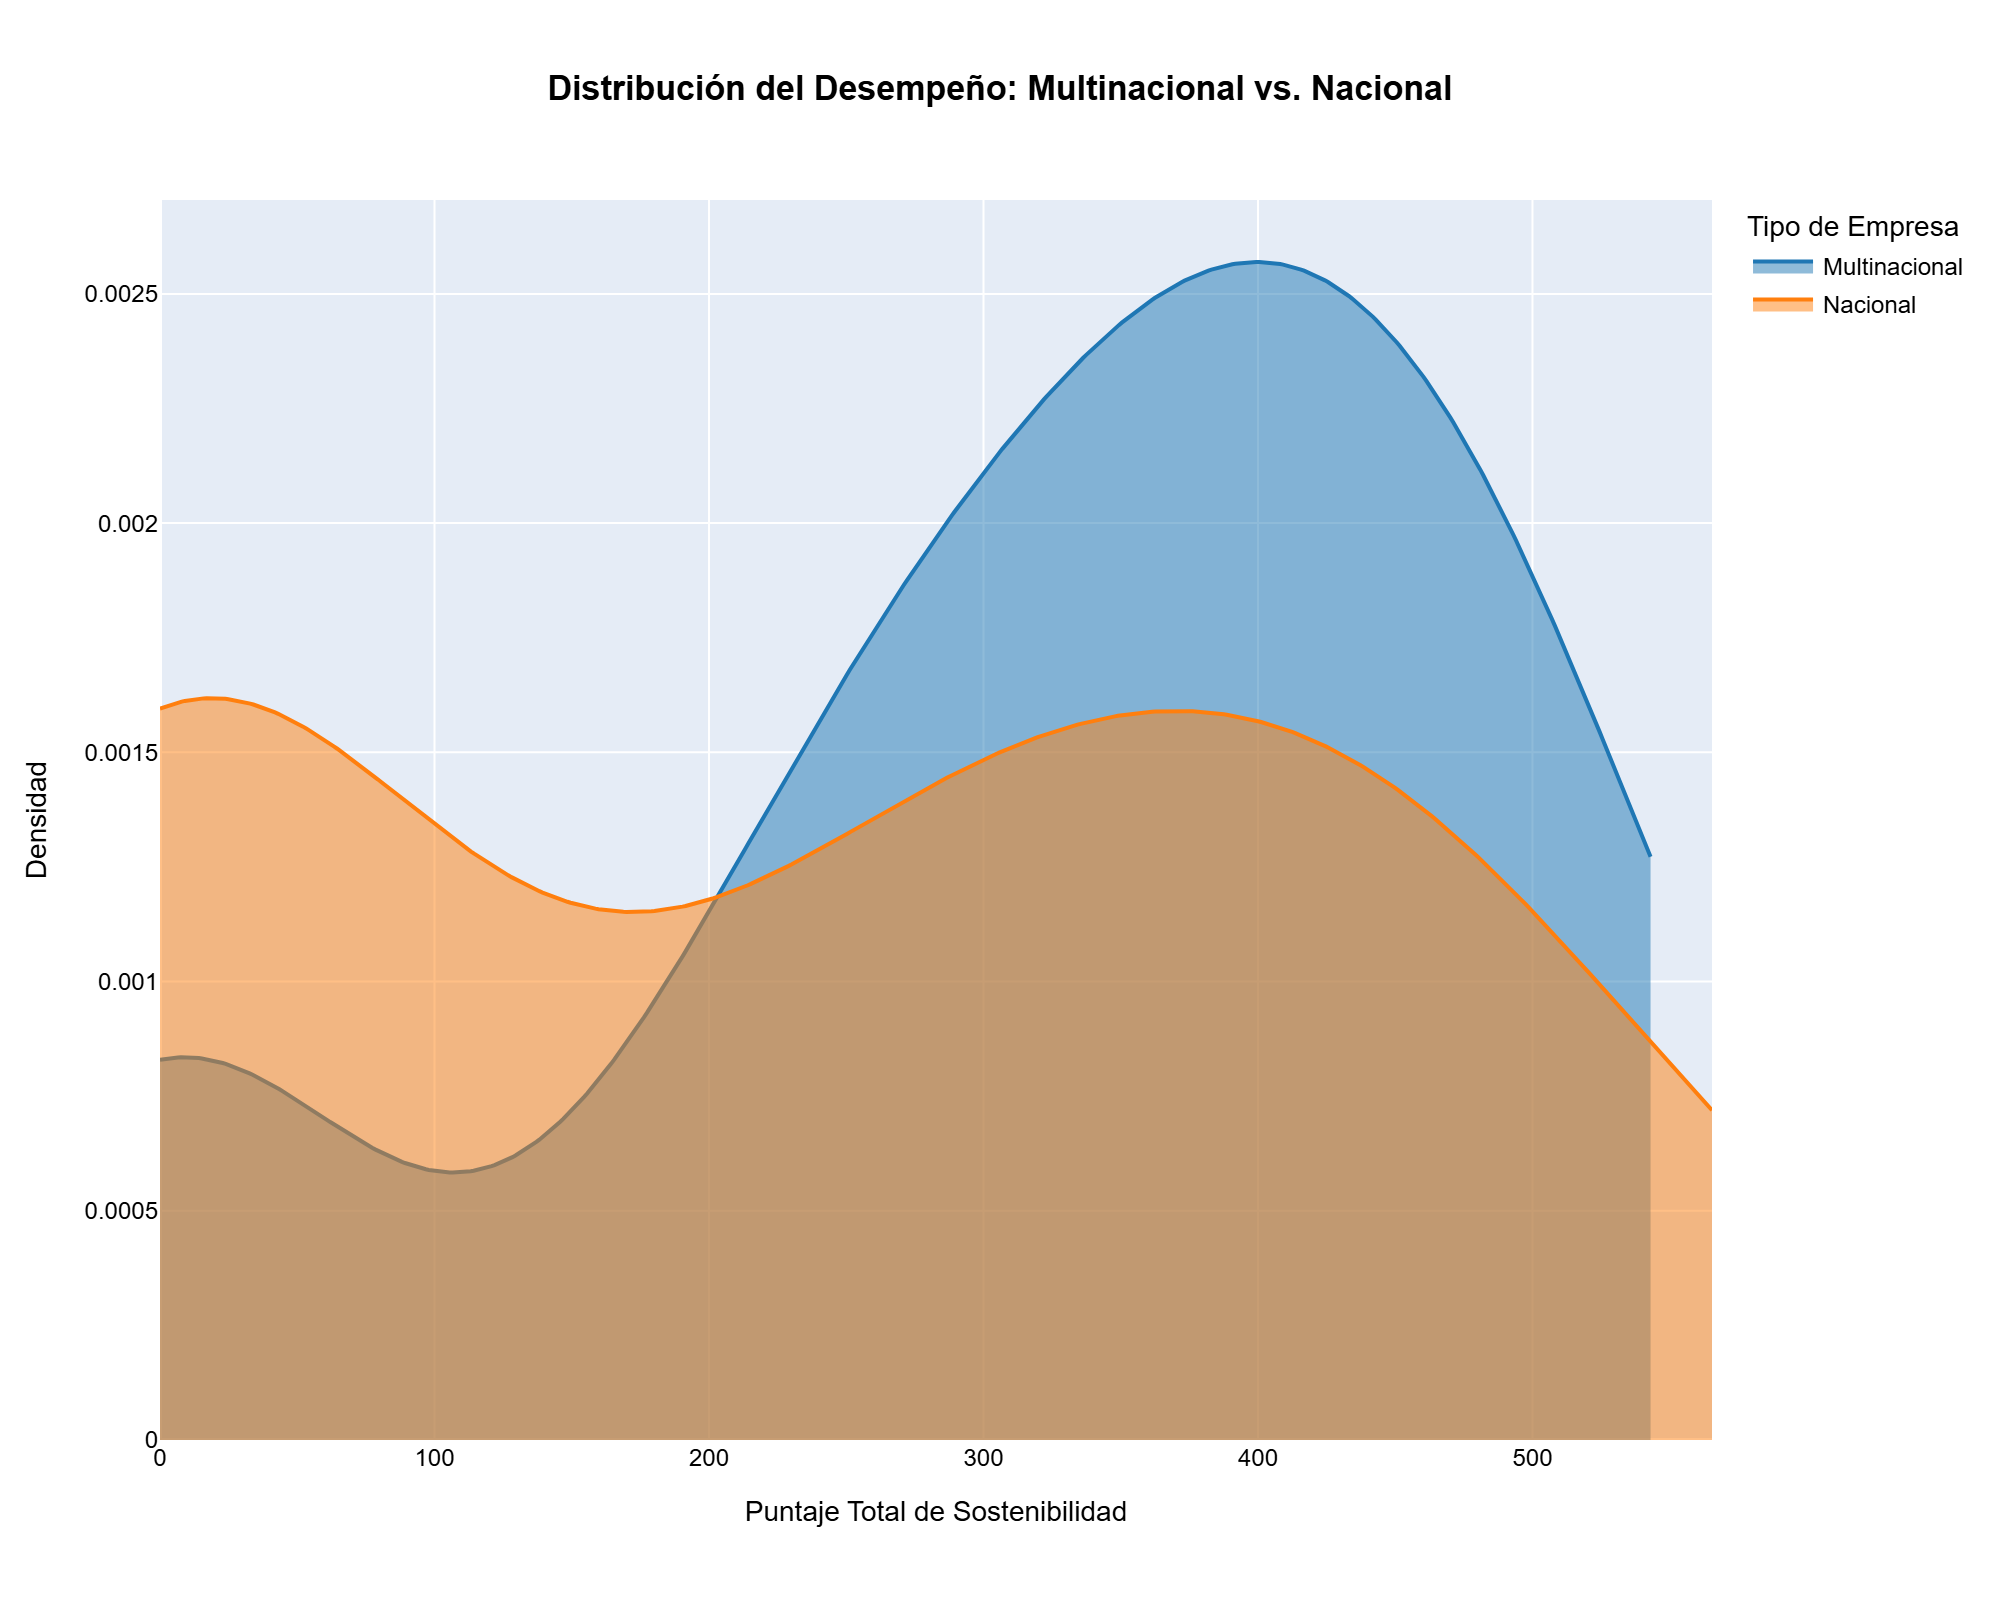 Distribución del Desempeño: Multinacional vs. Nacional
Tipo de Empresa
Multinacional
Nacional
Densidad
0.0025
0.002
0.0015
0.001
0.0005
0
0 100 200 300 400 500
Puntaje Total de Sostenibilidad